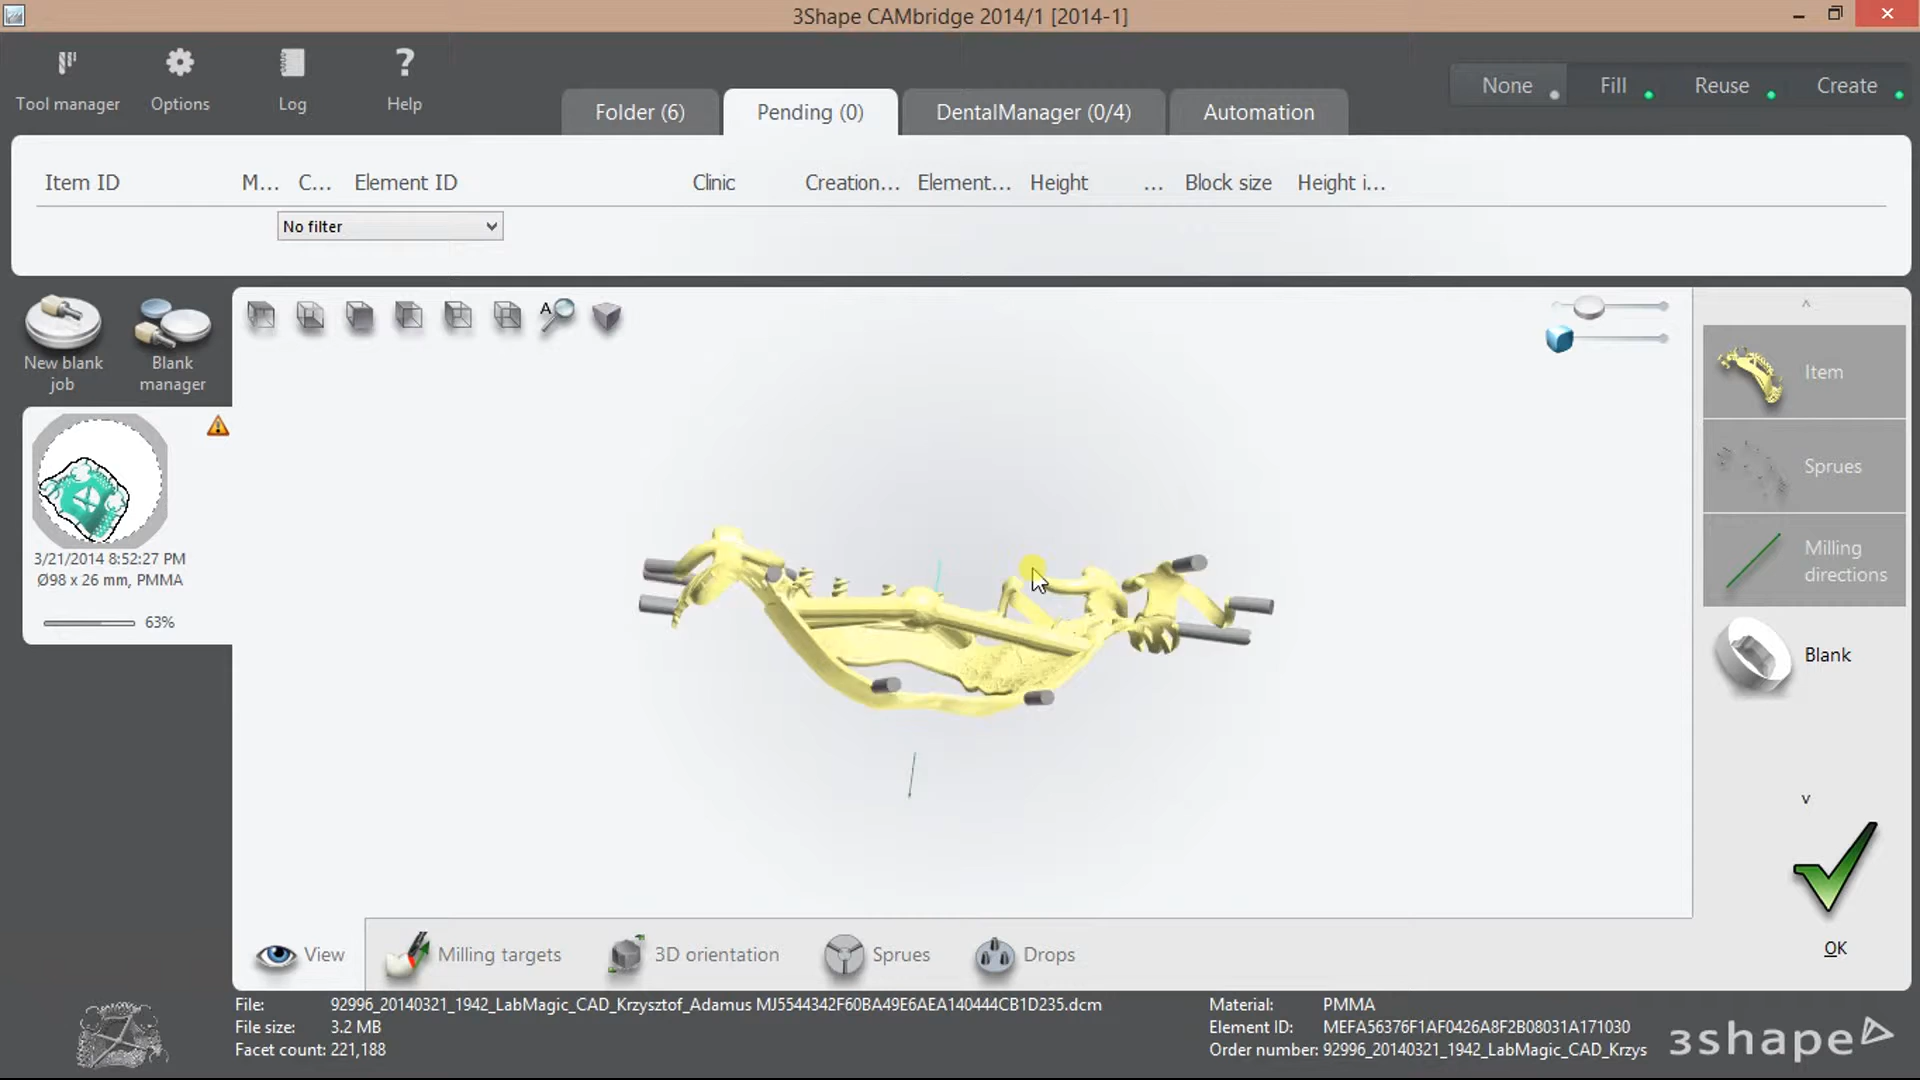 3Shape CAMbridge 2014/1 [2014-1]
Tool manager
Options
Log
? Help
Folder (6)
Pending (0)
DentalManager (0/4)
Automation
None
Fill
Reuse
Create
Item ID
M...
C...
Element ID
Clinic
Creation...
Element...
Height
...
Block size
Height i...
No filter
New blank
job
Blank
manager
A
3/21/2014 8:52:27 PM
Ø98 x 26 mm, PMMA
63%
Item
Sprues
Milling
directions
Blank
OK
View
Milling targets
3D orientation
Sprues
Drops
File: 92996_20140321_1942_LabMagic_CAD_Krzysztof_Adamus MJ5544342F60BA49E6AEA140444CB1D235.dcm
File size: 3.2 MB
Facet count: 221,188
Material: PMMA
Element ID: MEFA56376F1AF0426A8F2B08031A171030
Order number: 92996_20140321_1942_LabMagic_CAD_Krzys
3shape